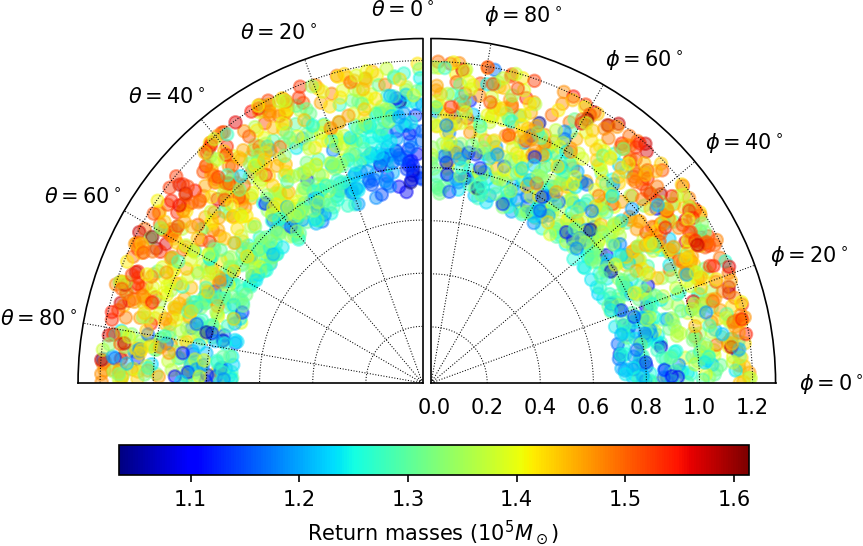 θ = 0° ϕ = 80°
θ = 20° ϕ = 60°
θ = 40° ϕ = 40°
θ = 60° ϕ = 20°
θ = 80° ϕ = 0°
0.0 0.2 0.4 0.6 0.8 1.0 1.2
1.1 1.2 1.3 1.4 1.5 1.6
Return masses (10⁵M⊙)